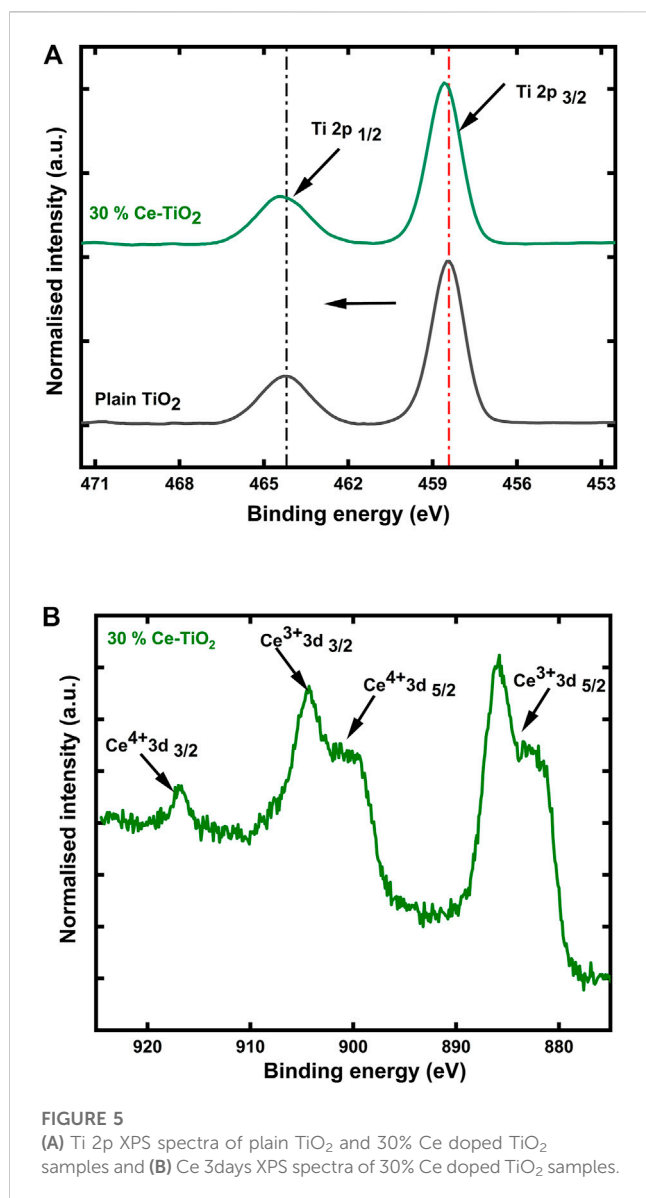 A
Ti 2p 3/2
Ti 2p 1/2
30 % Ce-TiO2
Plain TiO2
Normalised intensity (a.u.)
471 468 465 462 459 456 453
Binding energy (eV)
B
30 % Ce-TiO2
Ce3+3d 3/2
Ce4+3d 5/2
Ce3+3d 5/2
Ce4+3d 3/2
Normalised intensity (a.u.)
920 910 900 890 880
Binding energy (eV)
FIGURE 5
(A) Ti 2p XPS spectra of plain TiO2 and 30% Ce doped TiO2
samples and (B) Ce 3days XPS spectra of 30% Ce doped TiO2 samples.